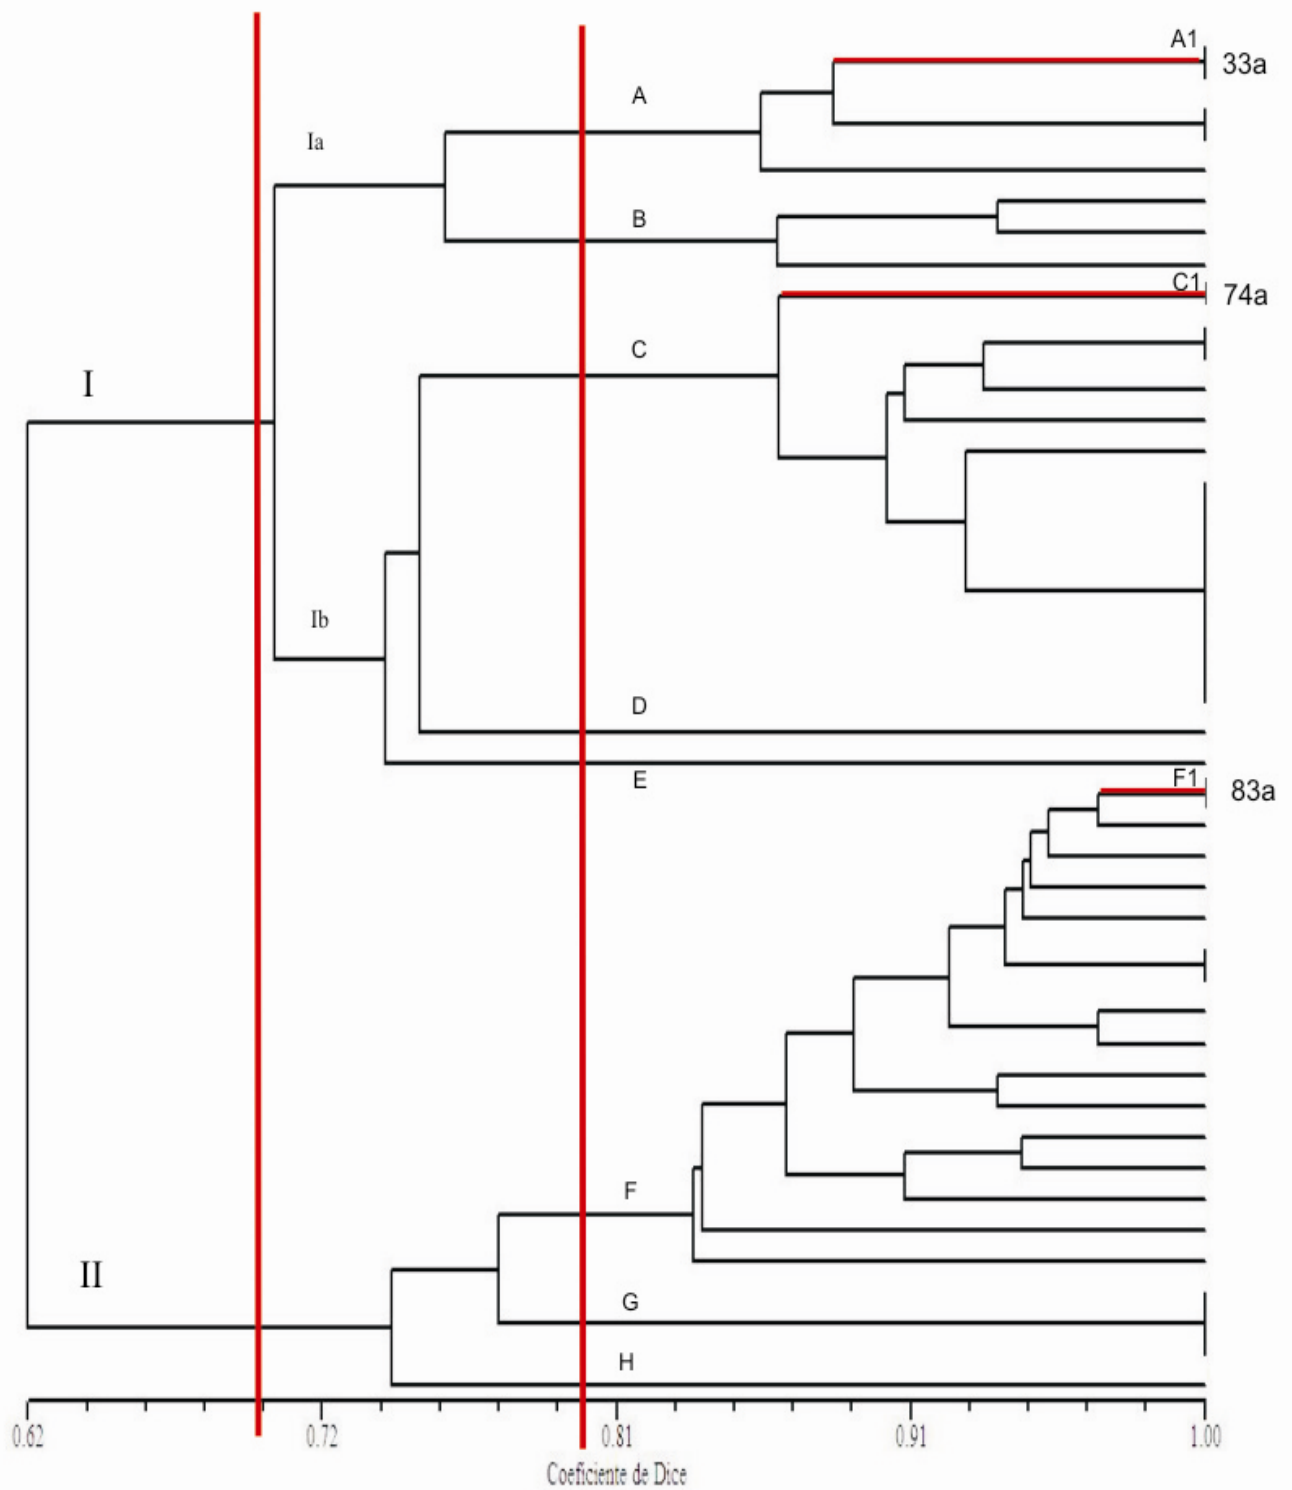 A1
33a
A
Ia
B
C1
74a
C
I
Ib
D
E
F1
83a
F
II
G
H
0.62 0.72 0.81 0.91 1.00
Coeficiente de Dice